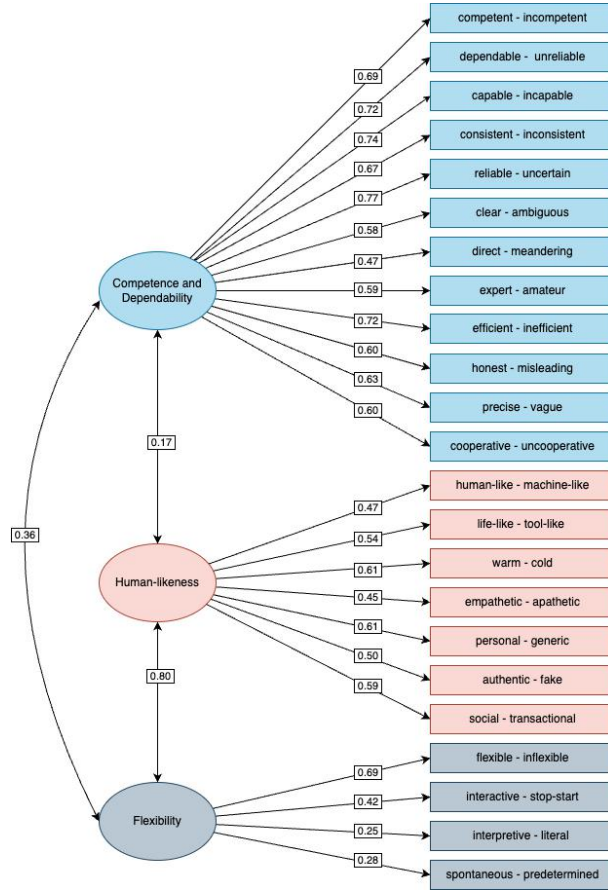 competent - incompetent
dependable - unreliable
0.69
capable - incapable
0.72
0.74
consistent - inconsistent
0.67
reliable - uncertain
0.77
clear - ambiguous
0.58
direct - meandering
0.47
Competence and
Dependability
0.59
expert - amateur
0.72
efficient - inefficient
0.60
honest - misleading
0.63
precise - vague
0.60
cooperative - uncooperative
0.17
human-like - machine-like
0.47
life-like - tool-like
0.36
0.54
warm - cold
0.61
Human-likeness
0.45
empathetic - apathetic
0.61
personal - generic
0.50
authentic - fake
0.80
0.59
social - transactional
flexible - inflexible
0.69
interactive - stop-start
0.42
Flexibility
0.25
interpretive - literal
0.28
spontaneous - predetermined